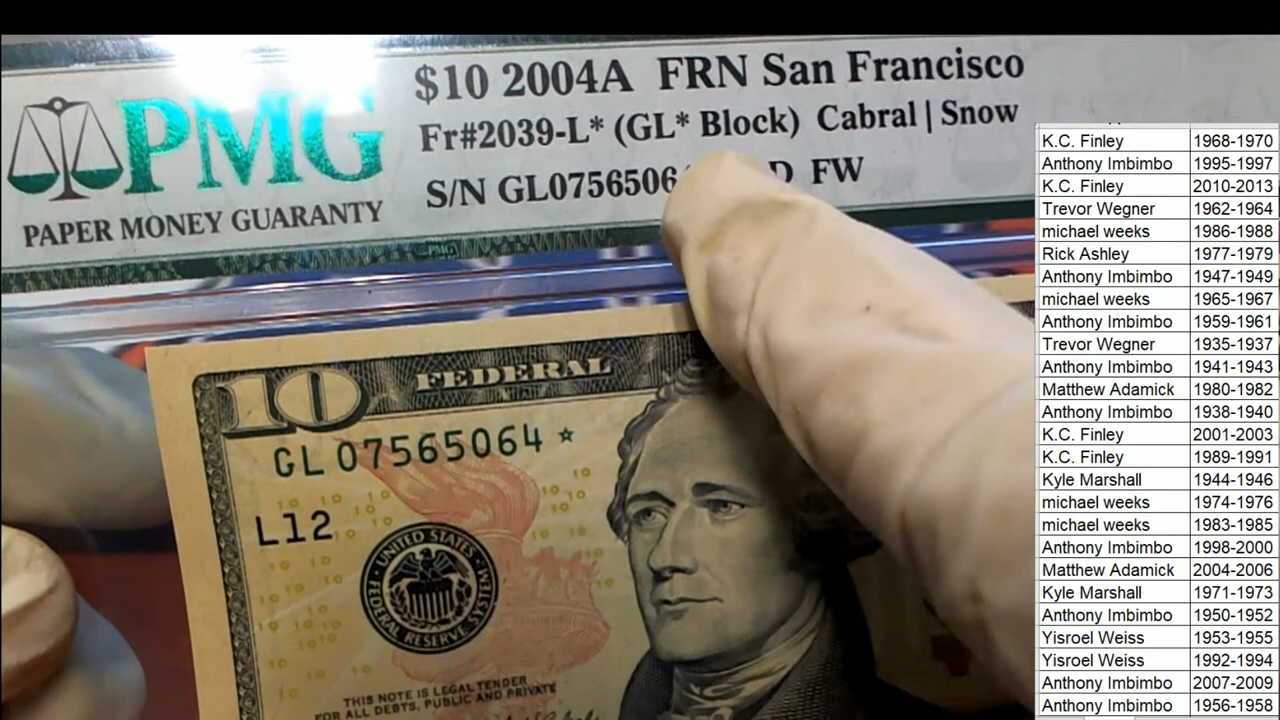 PMG
PAPER MONEY GUARANTY
$10 2004A FRN San Francisco
Fr#2039-L* (GL* Block) Cabral | Snow
S/N GL0756506 D FW
PMG
10 FEDERAL
GL 07565064 *
L12
UNITED STATES
FEDERAL RESERVE SYSTEM
THIS NOTE IS LEGAL TENDER
FOR ALL DEBTS, PUBLIC AND PRIVATE
K.C. Finley 1968-1970
Anthony Imbimbo 1995-1997
K.C. Finley 2010-2013
Trevor Wegner 1962-1964
michael weeks 1986-1988
Rick Ashley 1977-1979
Anthony Imbimbo 1947-1949
michael weeks 1965-1967
Anthony Imbimbo 1959-1961
Trevor Wegner 1935-1937
Anthony Imbimbo 1941-1943
Matthew Adamick 1980-1982
Anthony Imbimbo 1938-1940
K.C. Finley 2001-2003
K.C. Finley 1989-1991
Kyle Marshall 1944-1946
michael weeks 1974-1976
michael weeks 1983-1985
Anthony Imbimbo 1998-2000
Matthew Adamick 2004-2006
Kyle Marshall 1971-1973
Anthony Imbimbo 1950-1952
Yisroel Weiss 1953-1955
Yisroel Weiss 1992-1994
Anthony Imbimbo 2007-2009
Anthony Imbimbo 1956-1958